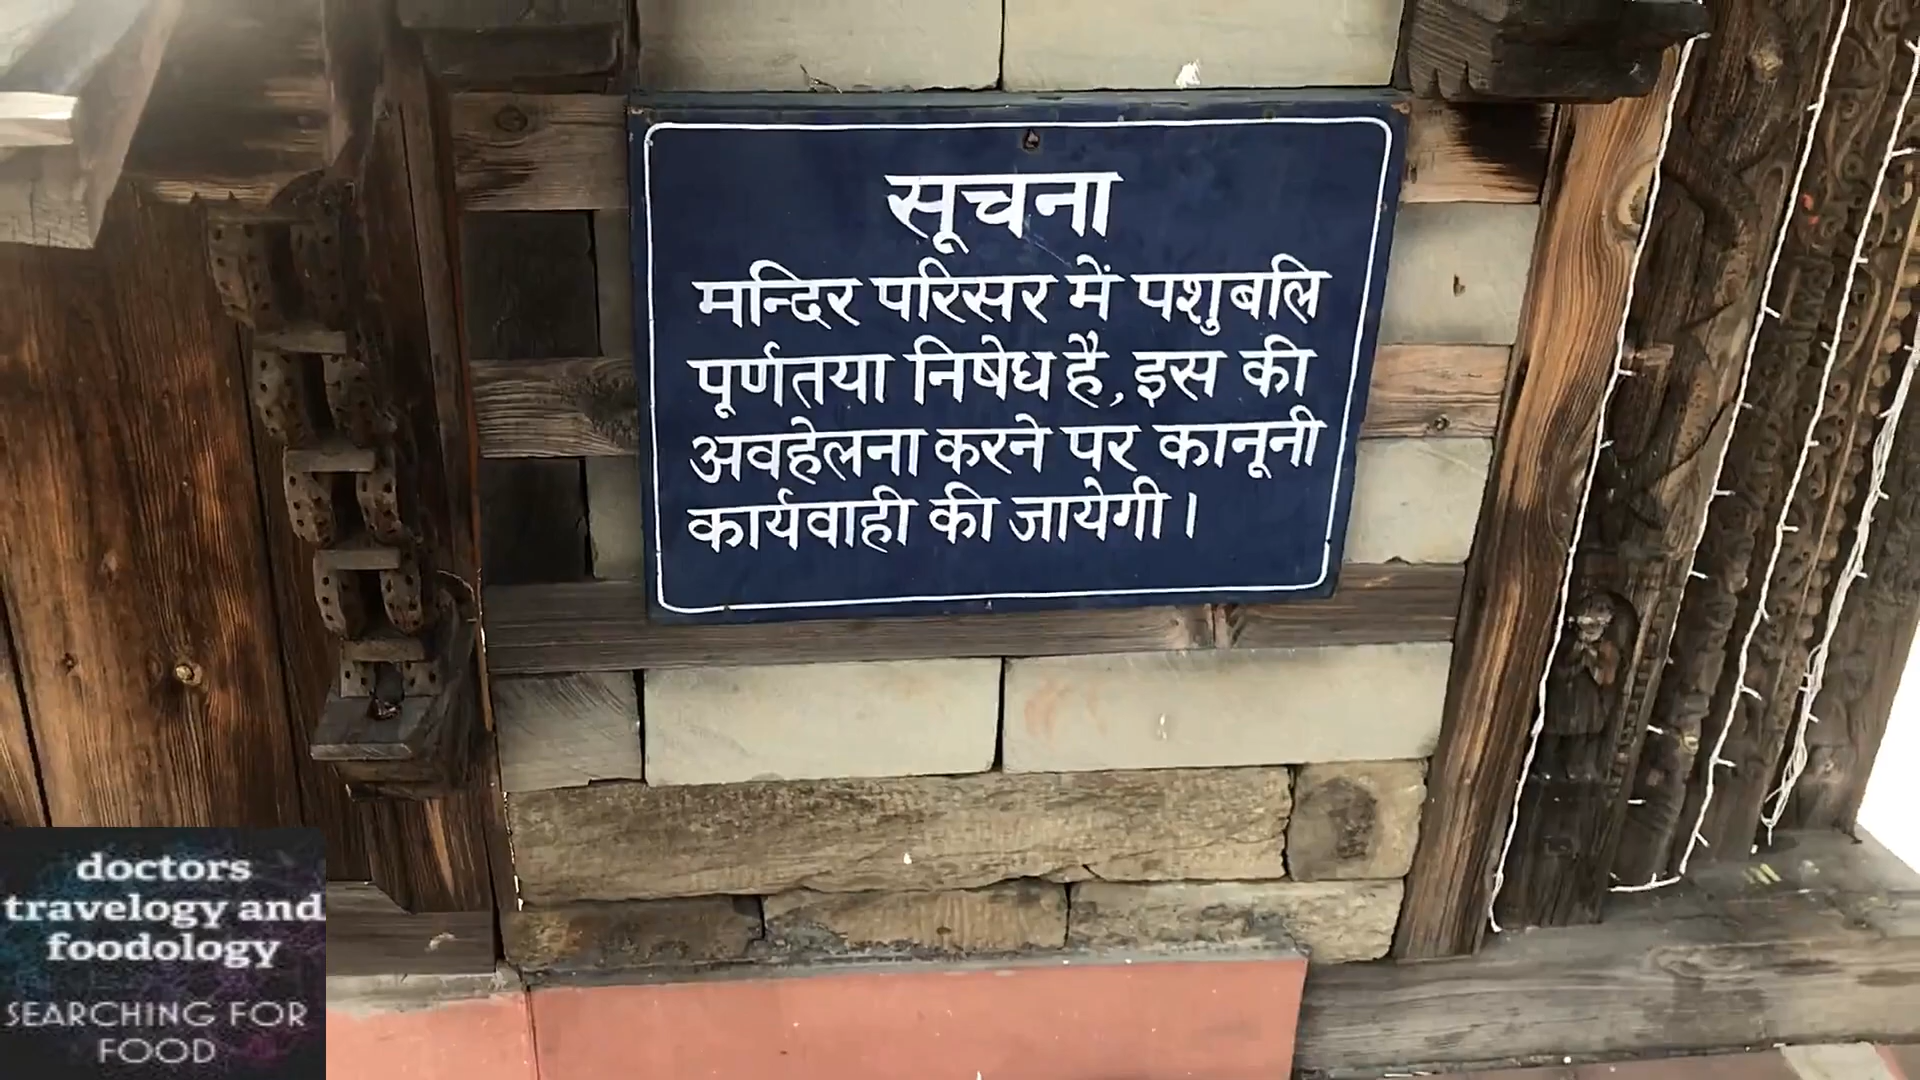 सूचना
मन्दिर परिसर में पशुबलि
पूर्णतया निषेध है, इस की
अवहेलना करने पर कानूनी
कार्यवाही की जायेगी।
doctors
travelogy and
foodology
SEARCHING FOR
FOOD